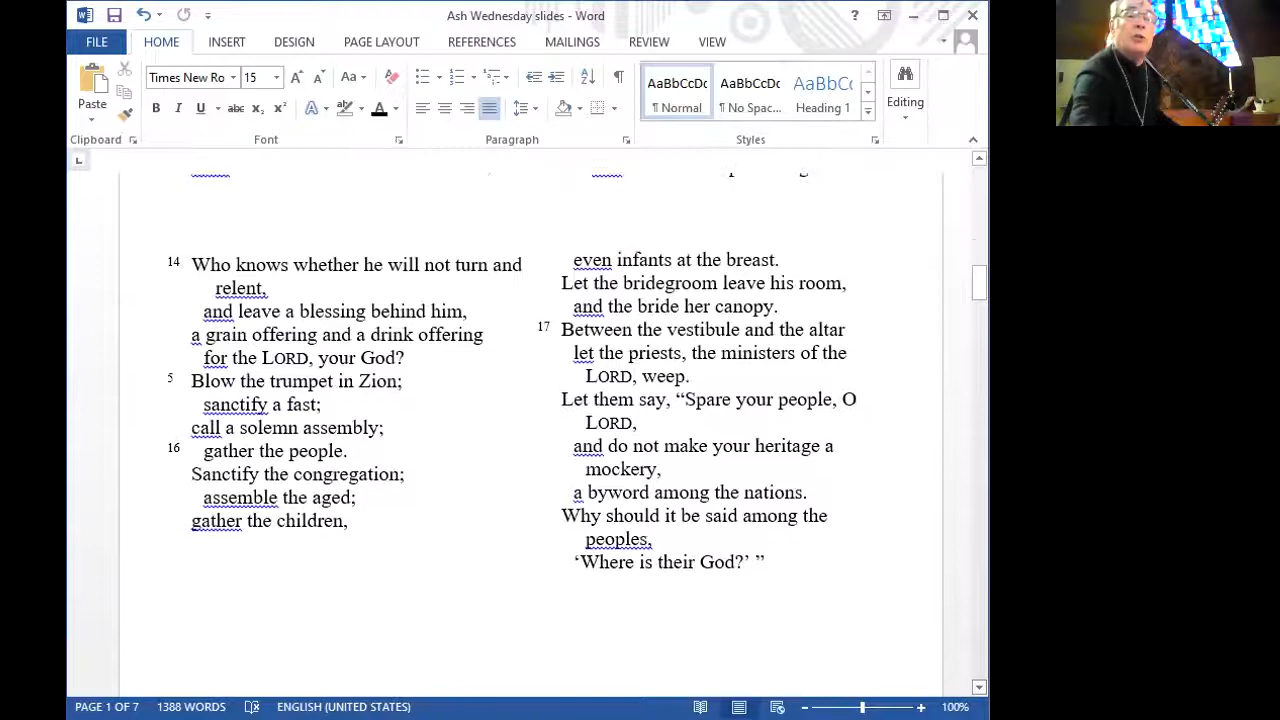 Ash Wednesday slides - Word
?
FILE HOME INSERT DESIGN PAGE LAYOUT REFERENCES MAILINGS REVIEW VIEW
Paste
Times New Ro 15
Aa
B I U abc x₂ x²
A A
AaBbCcDc AaBbCcDc AaBbCc
¶ Normal ¶ No Spac... Heading 1
Editing
Clipboard Font Paragraph Styles
14 Who knows whether he will not turn and
relent,
and leave a blessing behind him,
a grain offering and a drink offering
for the LORD, your God?
5 Blow the trumpet in Zion;
sanctify a fast;
call a solemn assembly;
16 gather the people.
Sanctify the congregation;
assemble the aged;
gather the children,
even infants at the breast.
Let the bridegroom leave his room,
and the bride her canopy.
17 Between the vestibule and the altar
let the priests, the ministers of the
LORD, weep.
Let them say, “Spare your people, O
LORD,
and do not make your heritage a
mockery,
a byword among the nations.
Why should it be said among the
peoples,
‘Where is their God?’ ”
PAGE 1 OF 7 1388 WORDS ENGLISH (UNITED STATES) 100%